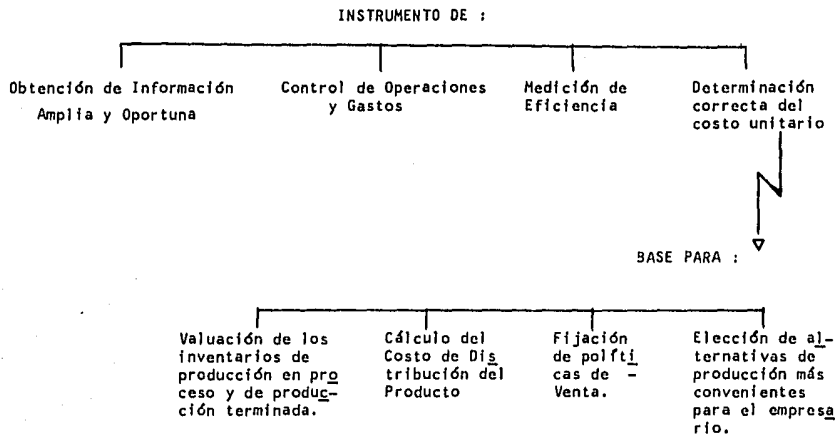 INSTRUMENTO DE :
Obtención de Información
Amplia y Oportuna
Control de Operaciones
y Gastos
Medición de
Eficiencia
Determinación
correcta del
costo unitario
BASE PARA :
Valuación de los
inventarios de
producción en pro
ceso y de produc-
ción terminada.
Cálculo del
Costo de Dis
tribución del
Producto
Fijación
de polfti
cas de -
Venta.
Elección de al-
ternativas de
producción más
convenientes
para el empresa
rio.